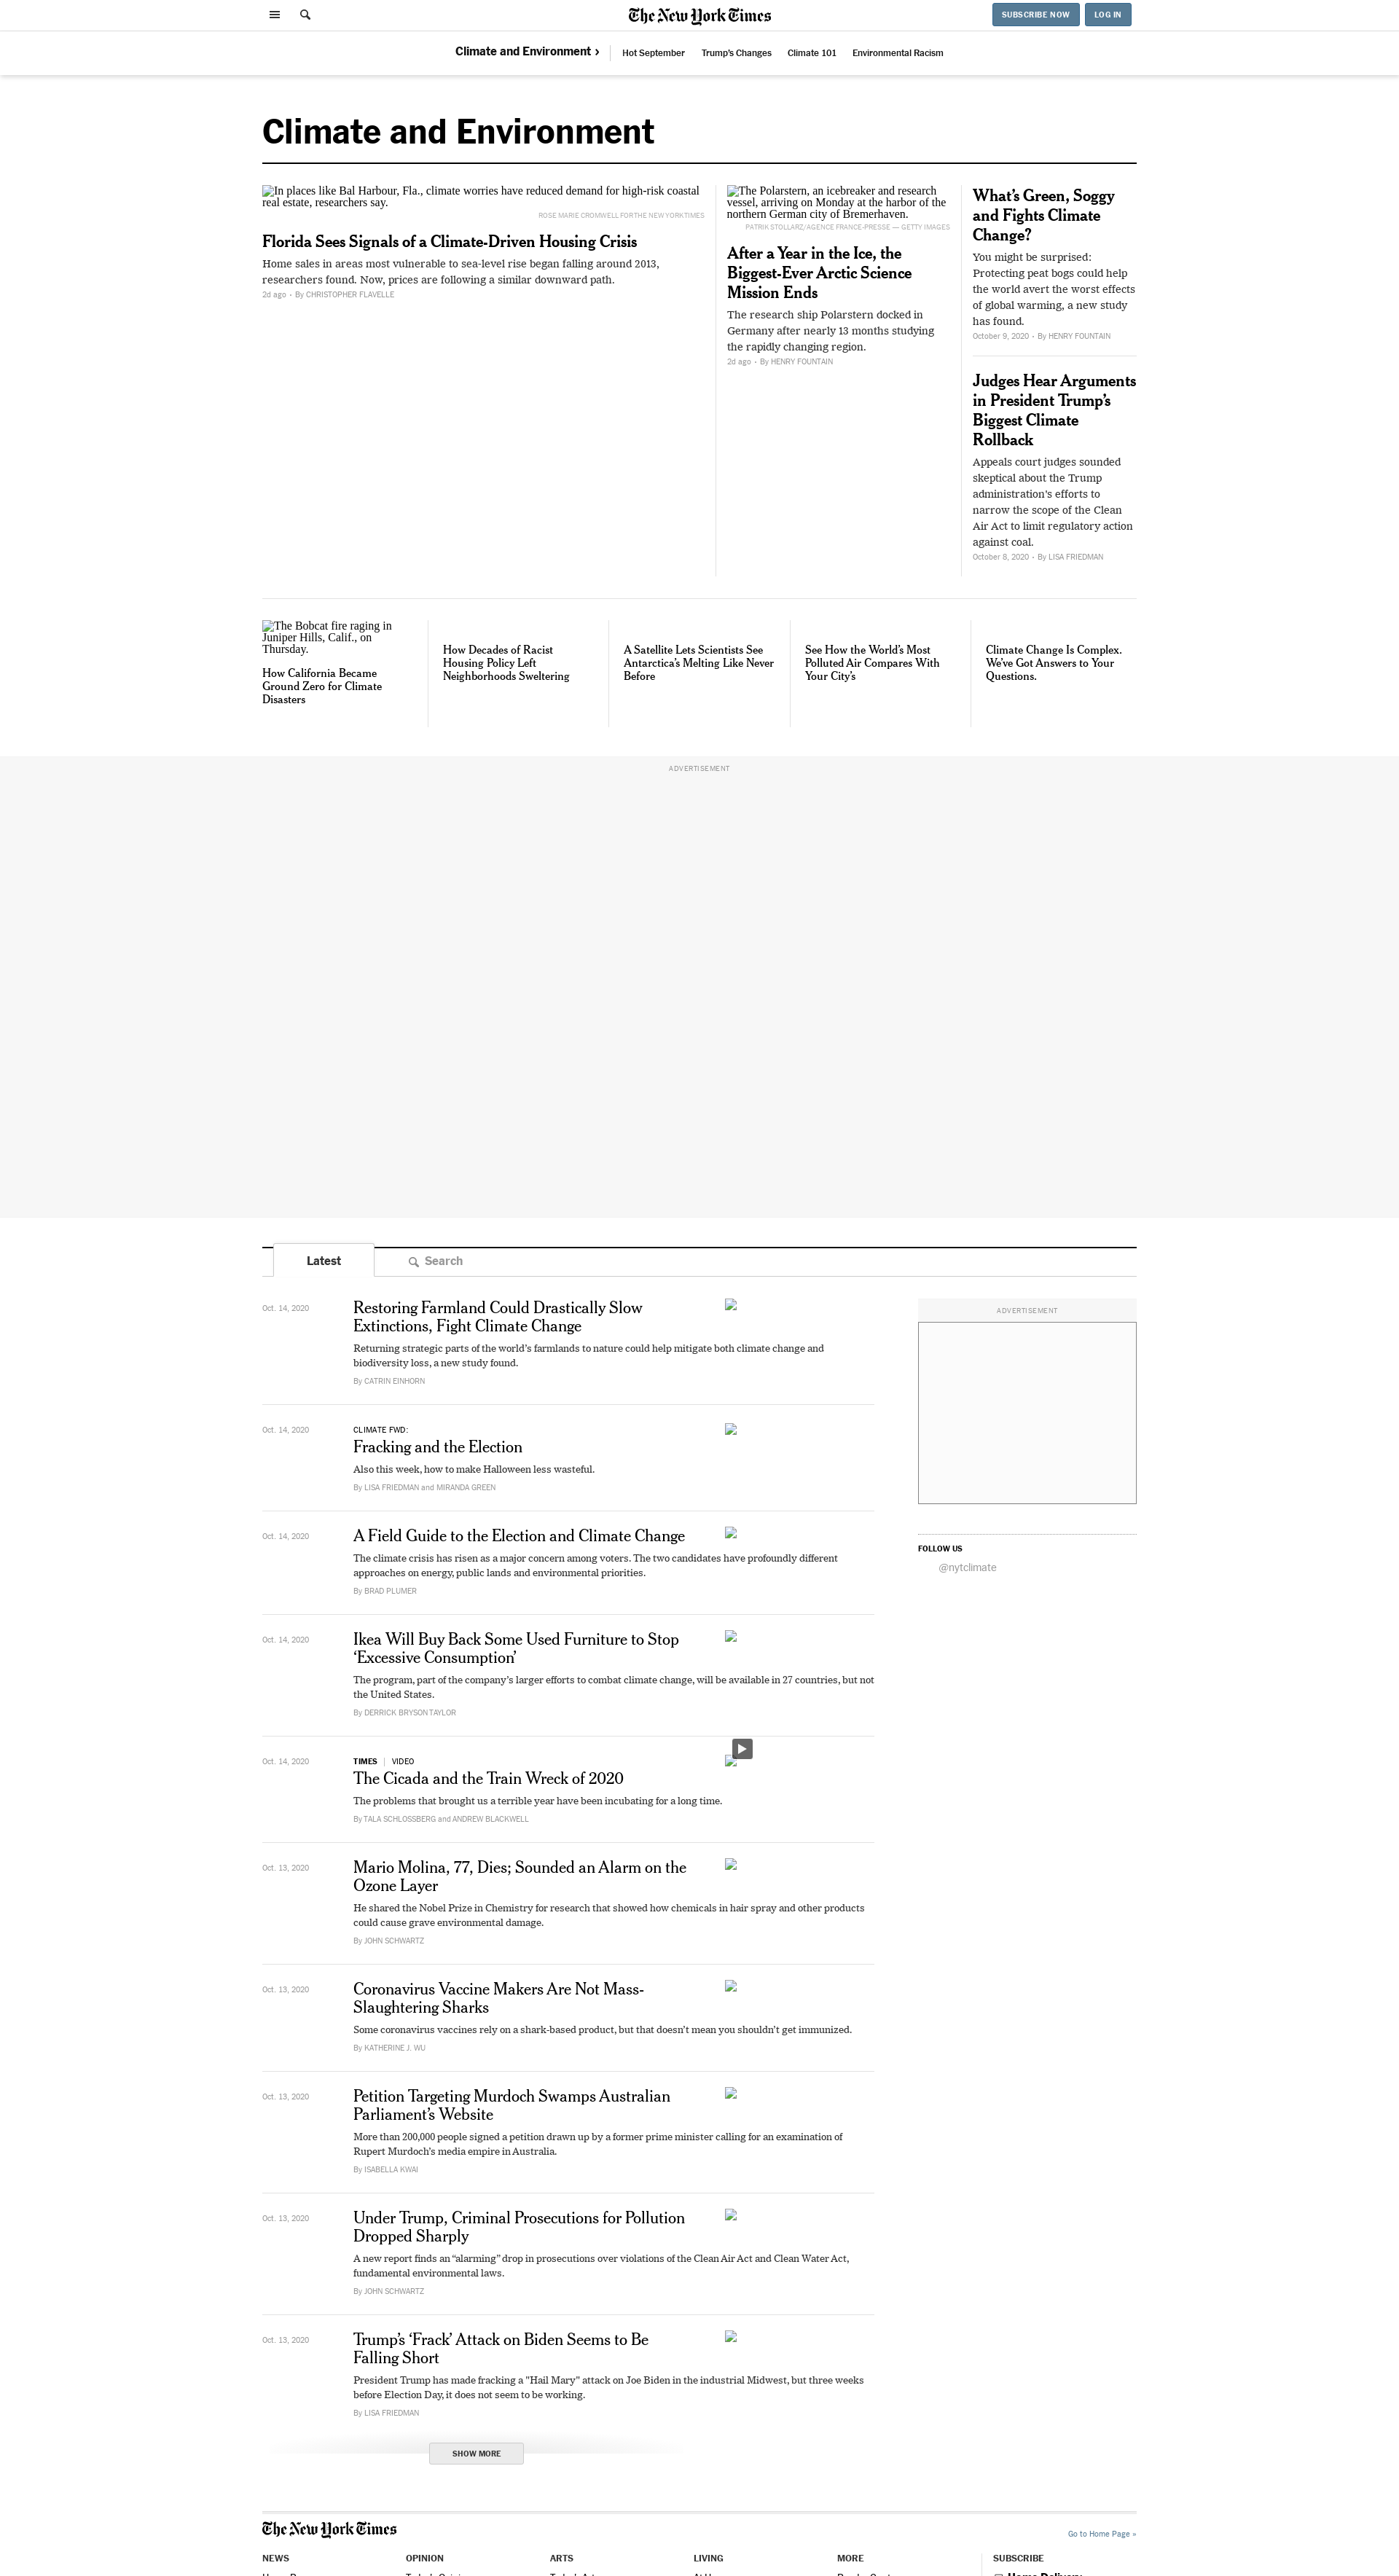 The New York Times
SUBSCRIBE NOW
LOG IN
Climate and Environment ›
Hot September
Trump's Changes
Climate 101
Environmental Racism
Climate and Environment
In places like Bal Harbour, Fla., climate worries have reduced demand for high-risk coastal
real estate, researchers say.
ROSE MARIE CROMWELL FOR THE NEW YORK TIMES
Florida Sees Signals of a Climate-Driven Housing Crisis
Home sales in areas most vulnerable to sea-level rise began falling around 2013,
researchers found. Now, prices are following a similar downward path.
2d ago • By CHRISTOPHER FLAVELLE
The Polarstern, an icebreaker and research
vessel, arriving on Monday at the harbor of the
northern German city of Bremerhaven.
PATRIK STOLLARZ/AGENCE FRANCE-PRESSE — GETTY IMAGES
After a Year in the Ice, the
Biggest-Ever Arctic Science
Mission Ends
The research ship Polarstern docked in
Germany after nearly 13 months studying
the rapidly changing region.
2d ago • By HENRY FOUNTAIN
What's Green, Soggy
and Fights Climate
Change?
You might be surprised:
Protecting peat bogs could help
the world avert the worst effects
of global warming, a new study
has found.
October 9, 2020 • By HENRY FOUNTAIN
Judges Hear Arguments
in President Trump's
Biggest Climate
Rollback
Appeals court judges sounded
skeptical about the Trump
administration's efforts to
narrow the scope of the Clean
Air Act to limit regulatory action
against coal.
October 8, 2020 • By LISA FRIEDMAN
The Bobcat fire raging in
Juniper Hills, Calif., on
Thursday.
How California Became
Ground Zero for Climate
Disasters
How Decades of Racist
Housing Policy Left
Neighborhoods Sweltering
A Satellite Lets Scientists See
Antarctica's Melting Like Never
Before
See How the World's Most
Polluted Air Compares With
Your City's
Climate Change Is Complex.
We've Got Answers to Your
Questions.
ADVERTISEMENT
Latest
Search
Oct. 14, 2020
Restoring Farmland Could Drastically Slow
Extinctions, Fight Climate Change
Returning strategic parts of the world's farmlands to nature could help mitigate both climate change and
biodiversity loss, a new study found.
By CATRIN EINHORN
ADVERTISEMENT
Oct. 14, 2020
CLIMATE FWD:
Fracking and the Election
Also this week, how to make Halloween less wasteful.
By LISA FRIEDMAN and MIRANDA GREEN
Oct. 14, 2020
A Field Guide to the Election and Climate Change
The climate crisis has risen as a major concern among voters. The two candidates have profoundly different
approaches on energy, public lands and environmental priorities.
By BRAD PLUMER
FOLLOW US
@nytclimate
Oct. 14, 2020
Ikea Will Buy Back Some Used Furniture to Stop
‘Excessive Consumption’
The program, part of the company's larger efforts to combat climate change, will be available in 27 countries, but not
the United States.
By DERRICK BRYSON TAYLOR
Oct. 14, 2020
TIMES | VIDEO
The Cicada and the Train Wreck of 2020
The problems that brought us a terrible year have been incubating for a long time.
By TALA SCHLOSSBERG and ANDREW BLACKWELL
Oct. 13, 2020
Mario Molina, 77, Dies; Sounded an Alarm on the
Ozone Layer
He shared the Nobel Prize in Chemistry for research that showed how chemicals in hair spray and other products
could cause grave environmental damage.
By JOHN SCHWARTZ
Oct. 13, 2020
Coronavirus Vaccine Makers Are Not Mass-
Slaughtering Sharks
Some coronavirus vaccines rely on a shark-based product, but that doesn't mean you shouldn't get immunized.
By KATHERINE J. WU
Oct. 13, 2020
Petition Targeting Murdoch Swamps Australian
Parliament's Website
More than 200,000 people signed a petition drawn up by a former prime minister calling for an examination of
Rupert Murdoch's media empire in Australia.
By ISABELLA KWAI
Oct. 13, 2020
Under Trump, Criminal Prosecutions for Pollution
Dropped Sharply
A new report finds an “alarming” drop in prosecutions over violations of the Clean Air Act and Clean Water Act,
fundamental environmental laws.
By JOHN SCHWARTZ
Oct. 13, 2020
Trump's ‘Frack’ Attack on Biden Seems to Be
Falling Short
President Trump has made fracking a "Hail Mary" attack on Joe Biden in the industrial Midwest, but three weeks
before Election Day, it does not seem to be working.
By LISA FRIEDMAN
SHOW MORE
The New York Times
Go to Home Page »
NEWS
OPINION
ARTS
LIVING
MORE
SUBSCRIBE